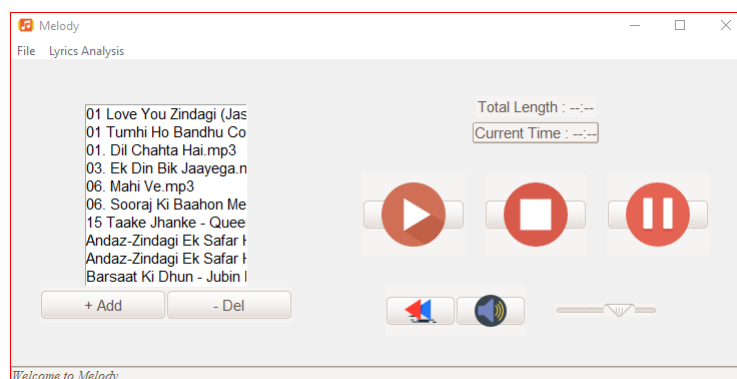 Melody
File Lyrics Analysis
01 Love You Zindagi (Jas
01 Tumhi Ho Bandhu Co
01. Dil Chahta Hai.mp3
03. Ek Din Bik Jaayega.n
06. Mahi Ve.mp3
06. Sooraj Ki Baahon Me
15 Taake Jhanke - Quee
Andaz-Zindagi Ek Safar H
Andaz-Zindagi Ek Safar H
Barsaat Ki Dhun - Jubin
+ Add - Del
Total Length : --:--
Current Time : --:--
Welcome to Melody